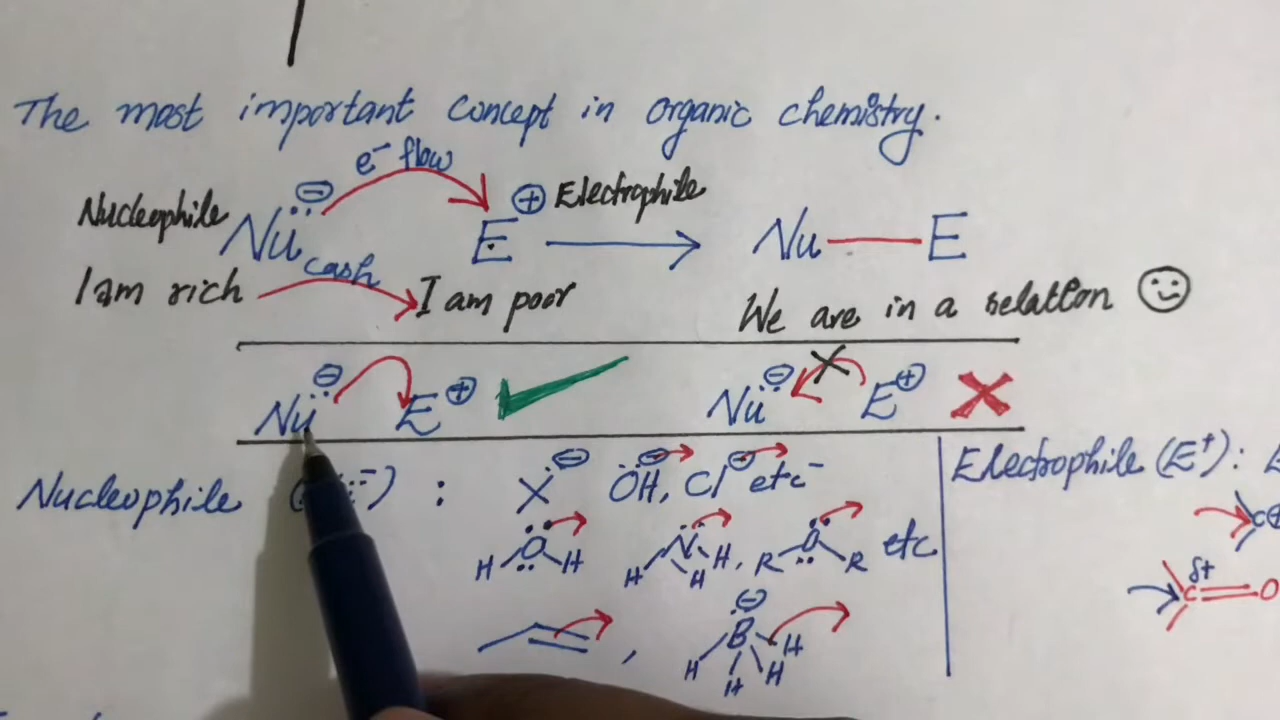 The most important concept in organic chemistry.
e⁻ flow
Nucleophile Nu ⊖ E ⊕ Electrophile Nu — E
cash
I am rich I am poor We are in a relation
Nu ⊖ E ⊕ Nu ⊖ E ⊕
Nucleophile : X ⊖ OH ⊖, Cl ⊖ etc
Electrophile (E⁺) :
H O H H N H H, R O R etc
C ⊕
δ+
C = O
, ⊖ B H H H H